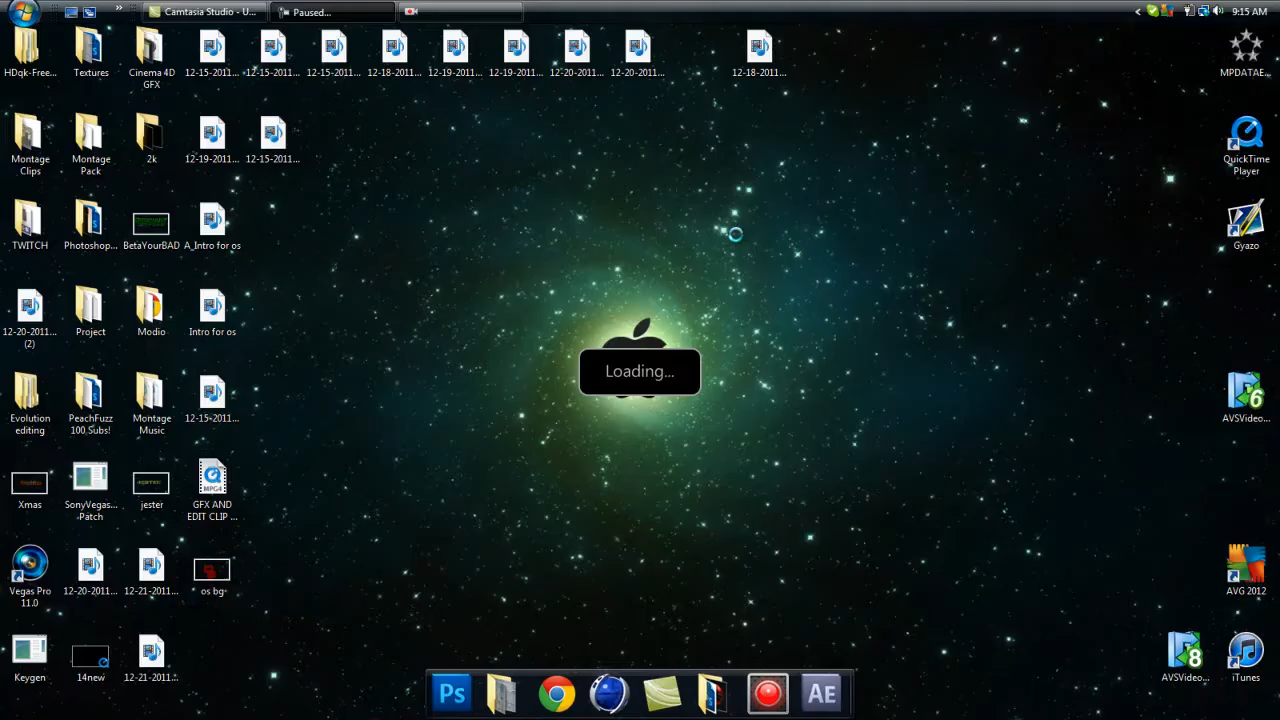 Camtasia Studio - U...
Paused...
9:15 AM
HDqk-Free...
Textures
Cinema 4D
GFX
12-15-2011...
12-15-2011...
12-15-2011...
12-18-2011...
12-19-2011...
12-19-2011...
12-20-2011...
12-20-2011...
12-18-2011...
MPDATAE...
Montage
Clips
Montage
Pack
2k
12-19-2011...
12-15-2011...
QuickTime
Player
TWITCH
Photoshop...
BetaYourBAD
A_Intro for os
Gyazo
12-20-2011...
(2)
Project
Modio
Intro for os
Loading...
Evolution
editing
PeachFuzz
100 Subs!
Montage
Music
12-15-2011...
AVSVideo...
Xmas
SonyVegas...
Patch
jester
GFX AND
EDIT CLIP ...
Vegas Pro
11.0
12-20-2011...
12-21-2011...
os bg
AVG 2012
Keygen
14new
12-21-2011...
AVSVideo...
iTunes
Ps
AE